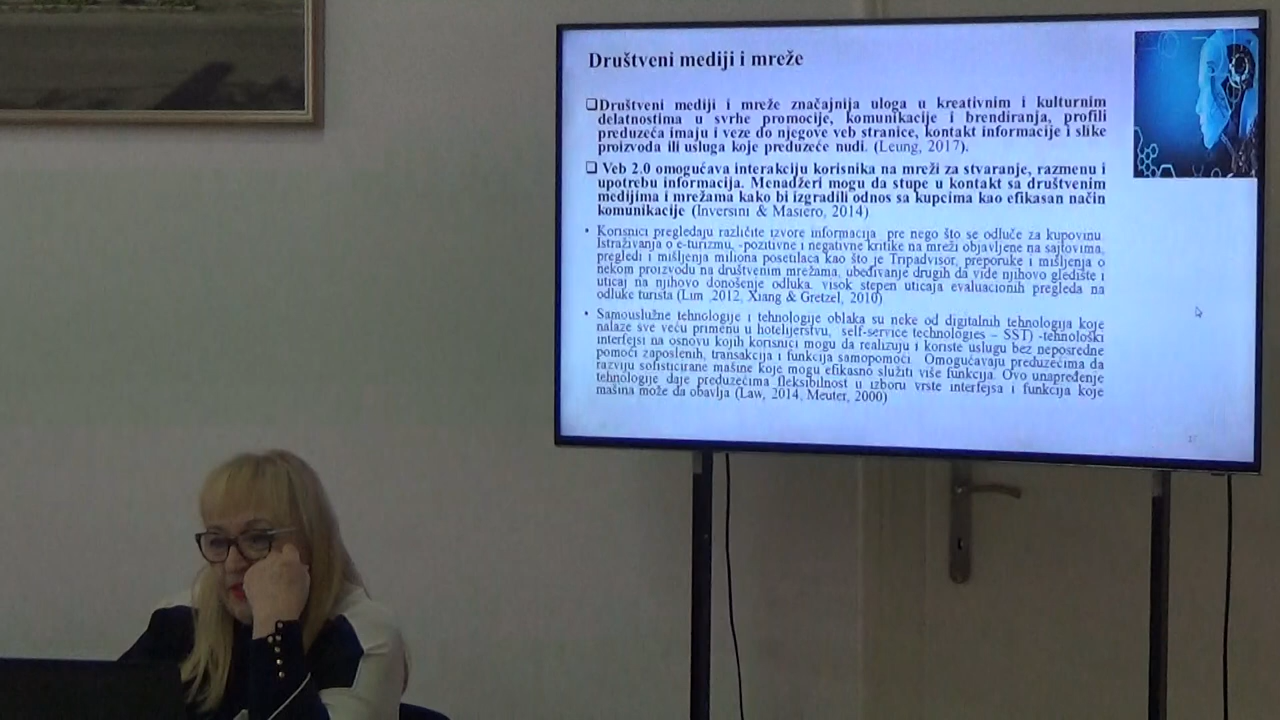 Društveni mediji i mreže
❑Društveni mediji i mreže značajnija uloga u kreativnim i kulturnim
delatnostima u svrhe promocije, komunikacije i brendiranja, profili
preduzeća imaju i veze do njegove veb stranice, kontakt informacije i slike
proizvoda ili usluga koje preduzeće nudi. (Leung, 2017).
❑ Veb 2.0 omogućava interakciju korisnika na mreži za stvaranje, razmenu i
upotrebu informacija. Menadžeri mogu da stupe u kontakt sa društvenim
medijima i mrežama kako bi izgradili odnos sa kupcima kao efikasan način
komunikacije (Inversini & Masiero, 2014)
• Korisnici pregledaju različite izvore informacija pre nego što se odluče za kupovinu.
Istraživanja o e-turizmu, -pozitivne i negativne kritike na mreži objavljene na sajtovima,
pregledi i mišljenja miliona posetilaca kao što je Tripadvisor, preporuke i mišljenja o
nekom proizvodu na društvenim mrežama, ubeđivanje drugih da vide njihovo gledište i
uticaj na njihovo donošenje odluka. visok stepen uticaja evaluacionih pregleda na
odluke turista (Lim ,2012, Xiang & Gretzel, 2010)
• Samouslužne tehnologije i tehnologije oblaka su neke od digitalnih tehnologija koje
nalaze sve veću primenu u hotelijerstvu, self-service technologies – SST) -tehnološki
interfejsi na osnovu kojih korisnici mogu da realizuju i koriste uslugu bez neposredne
pomoći zaposlenih, transakcija i funkcija samopomoći. Omogućavaju preduzećima da
razviju sofisticirane mašine koje mogu efikasno služiti više funkcija. Ovo unapređenje
tehnologije daje preduzećima fleksibilnost u izboru vrste interfejsa i funkcija koje
mašina može da obavlja (Law, 2014, Meuter, 2000)